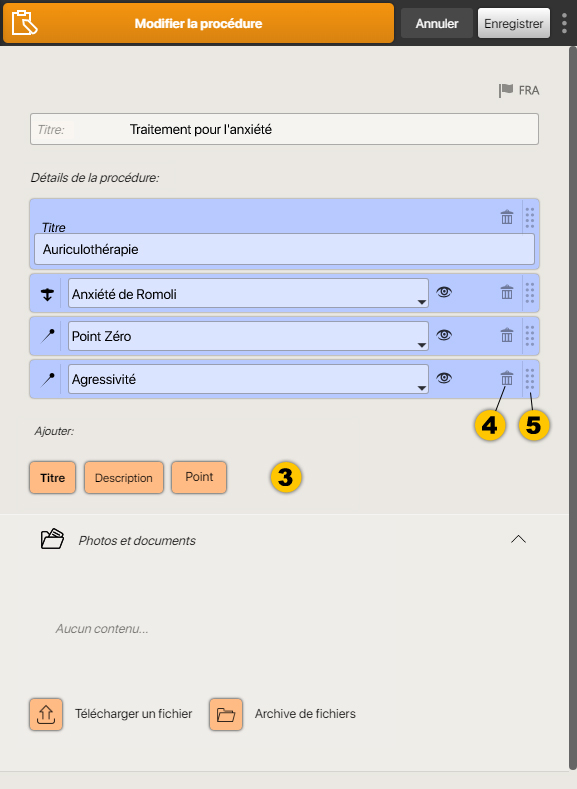 Modifier la procédure Annuler Enregistrer
FRA
Titre: Traitement pour l'anxiété
Détails de la procédure:
Titre
Auriculothérapie
Anxiété de Romoli
Point Zéro
Agressivité
4 5
Ajouter:
Titre Description Point 3
Photos et documents
Aucun contenu...
Télécharger un fichier Archive de fichiers